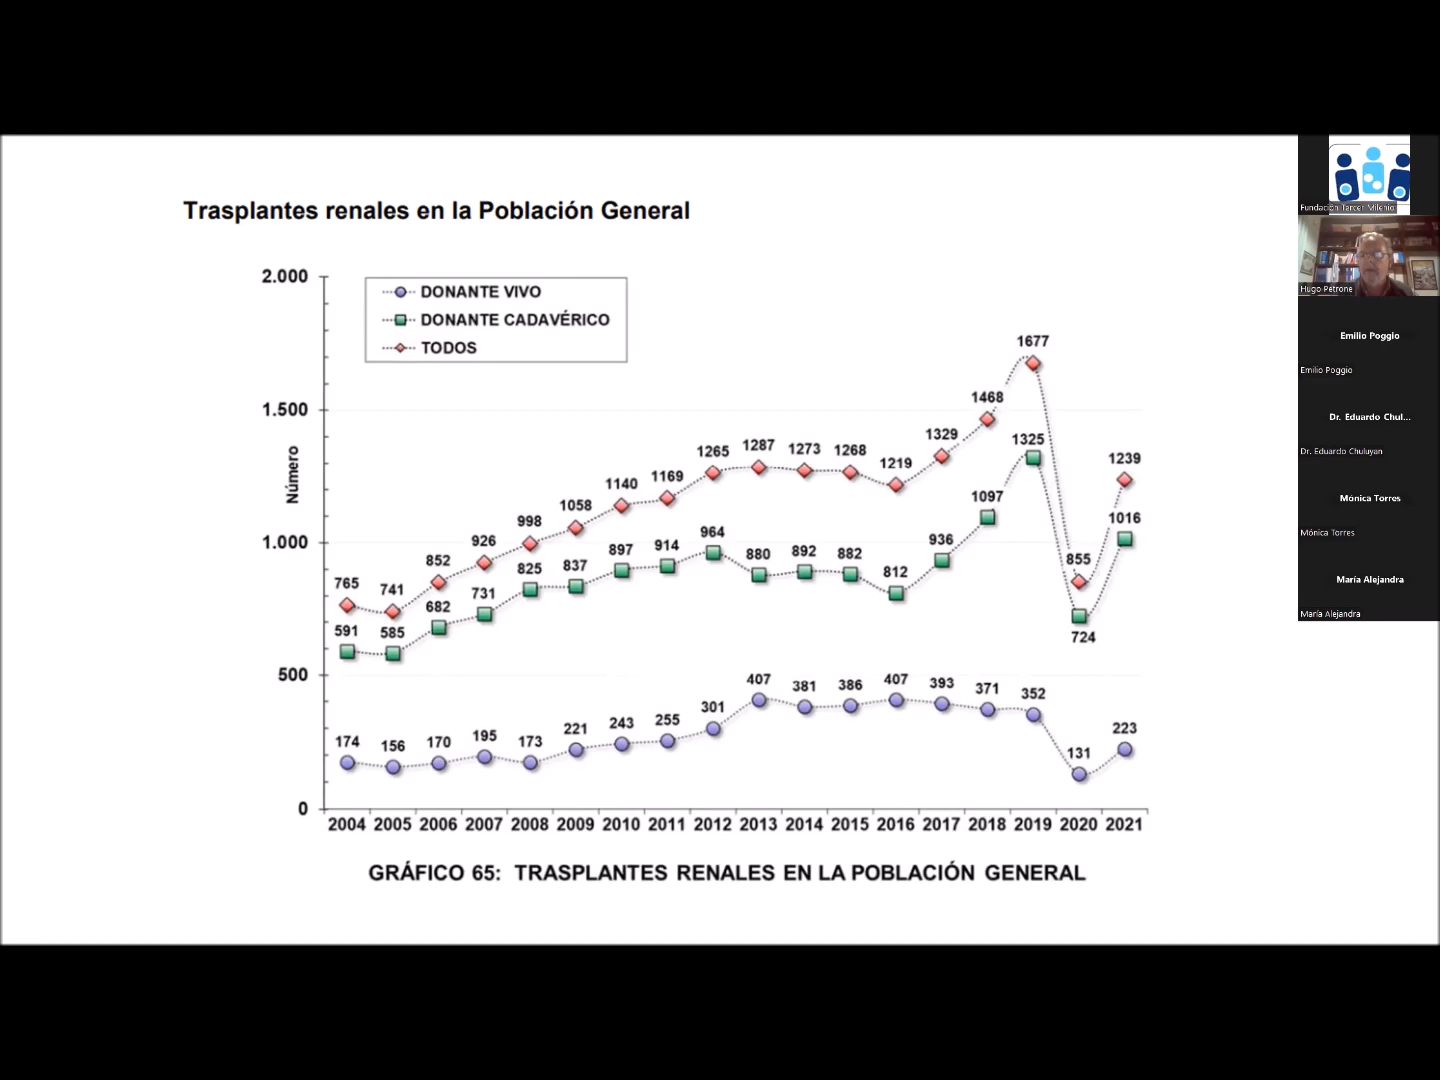 Trasplantes renales en la Población General
2.000
1.500
1.000
500
0
Número
DONANTE VIVO
DONANTE CADAVÉRICO
TODOS
765 741 852 926 998 1058 1140 1169 1265 1287 1273 1268 1219 1329 1468 1677 855 1239
591 585 682 731 825 837 897 914 964 880 892 882 812 936 1097 1325 724 1016
174 156 170 195 173 221 243 255 301 407 381 386 407 393 371 352 131 223
2004 2005 2006 2007 2008 2009 2010 2011 2012 2013 2014 2015 2016 2017 2018 2019 2020 2021
GRÁFICO 65: TRASPLANTES RENALES EN LA POBLACIÓN GENERAL
Fundación Tercer Milenio
Hugo Petrone
Emilio Poggio
Emilio Poggio
Dr. Eduardo Chul...
Dr. Eduardo Chuluyan
Mónica Torres
Mónica Torres
María Alejandra
María Alejandra